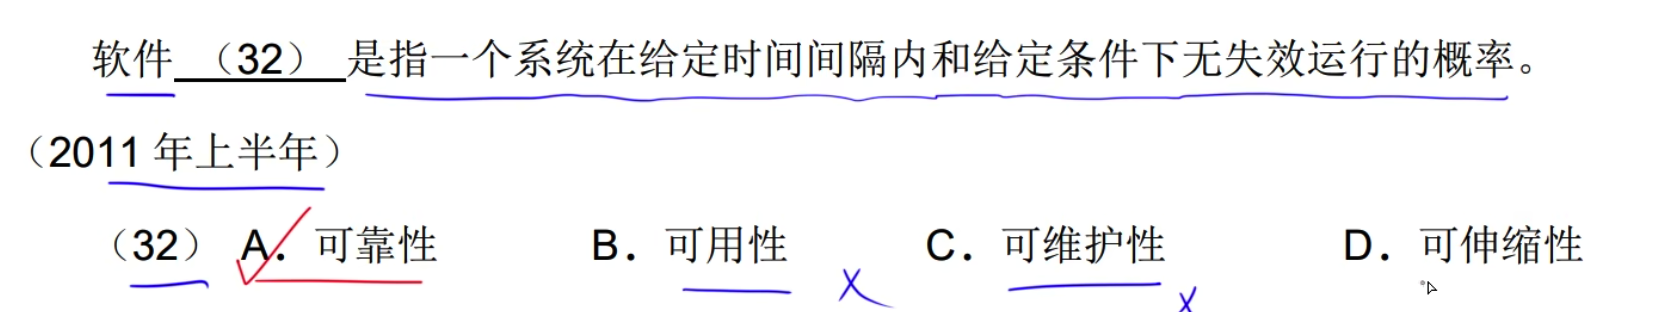 软件 （32） 是指一个系统在给定时间间隔内和给定条件下无失效运行的概率。
（2011 年上半年）
（32） A. 可靠性 B. 可用性 C. 可维护性 D. 可伸缩性